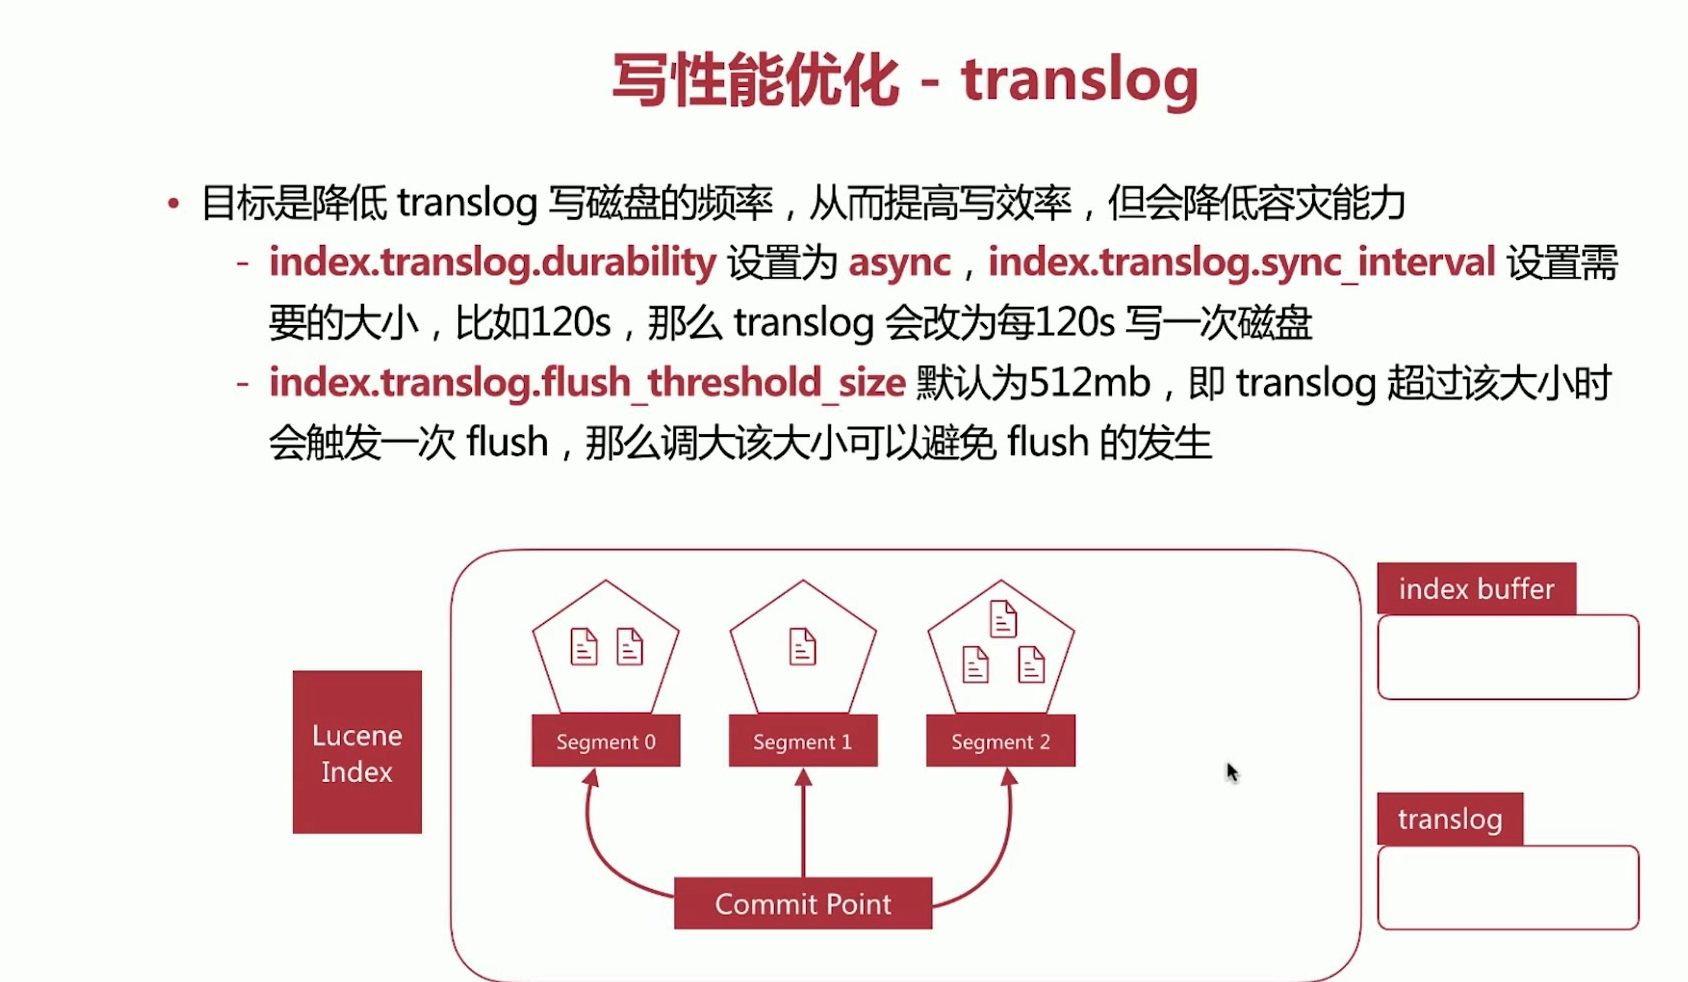 写性能优化 - translog
• 目标是降低 translog 写磁盘的频率，从而提高写效率，但会降低容灾能力
- index.translog.durability 设置为 async，index.translog.sync_interval 设置需
要的大小，比如120s，那么 translog 会改为每120s 写一次磁盘
- index.translog.flush_threshold_size 默认为512mb，即 translog 超过该大小时
会触发一次 flush，那么调大该大小可以避免 flush 的发生
index buffer
Lucene
Index
Segment 0
Segment 1
Segment 2
translog
Commit Point